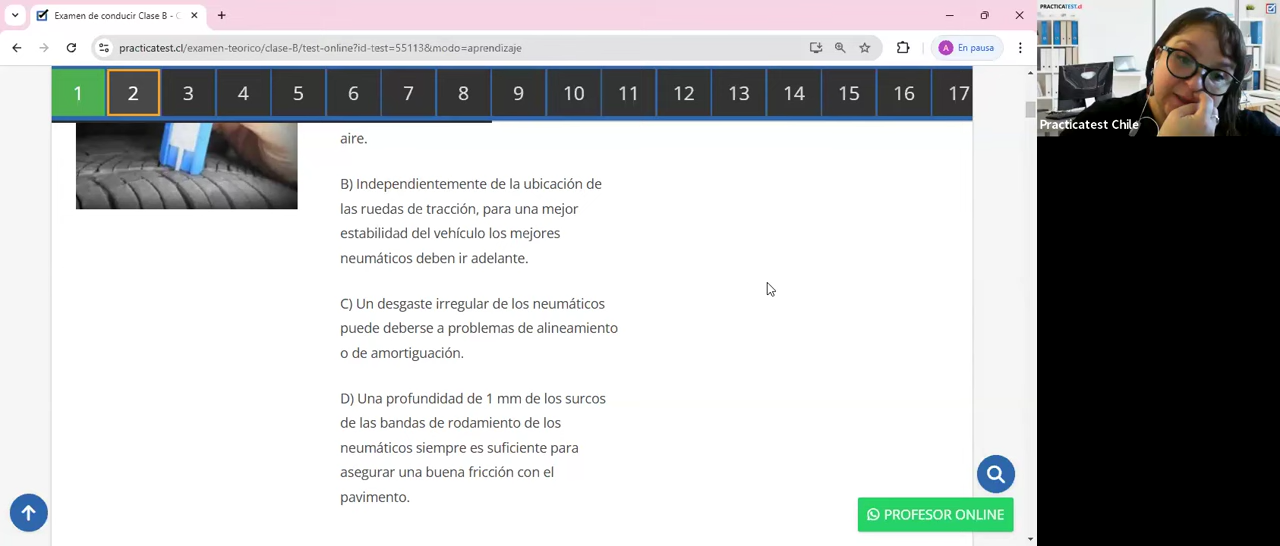 Examen de conducir Clase B - C
practicatest.cl/examen-teorico/clase-B/test-online?id-test=55113&modo=aprendizaje
A
En pausa
PRACTICATEST.cl
Practicatest Chile
1 2 3 4 5 6 7 8 9 10 11 12 13 14 15 16 17
aire.
B) Independientemente de la ubicación de
las ruedas de tracción, para una mejor
estabilidad del vehículo los mejores
neumáticos deben ir adelante.
C) Un desgaste irregular de los neumáticos
puede deberse a problemas de alineamiento
o de amortiguación.
D) Una profundidad de 1 mm de los surcos
de las bandas de rodamiento de los
neumáticos siempre es suficiente para
asegurar una buena fricción con el
pavimento.
PROFESOR ONLINE